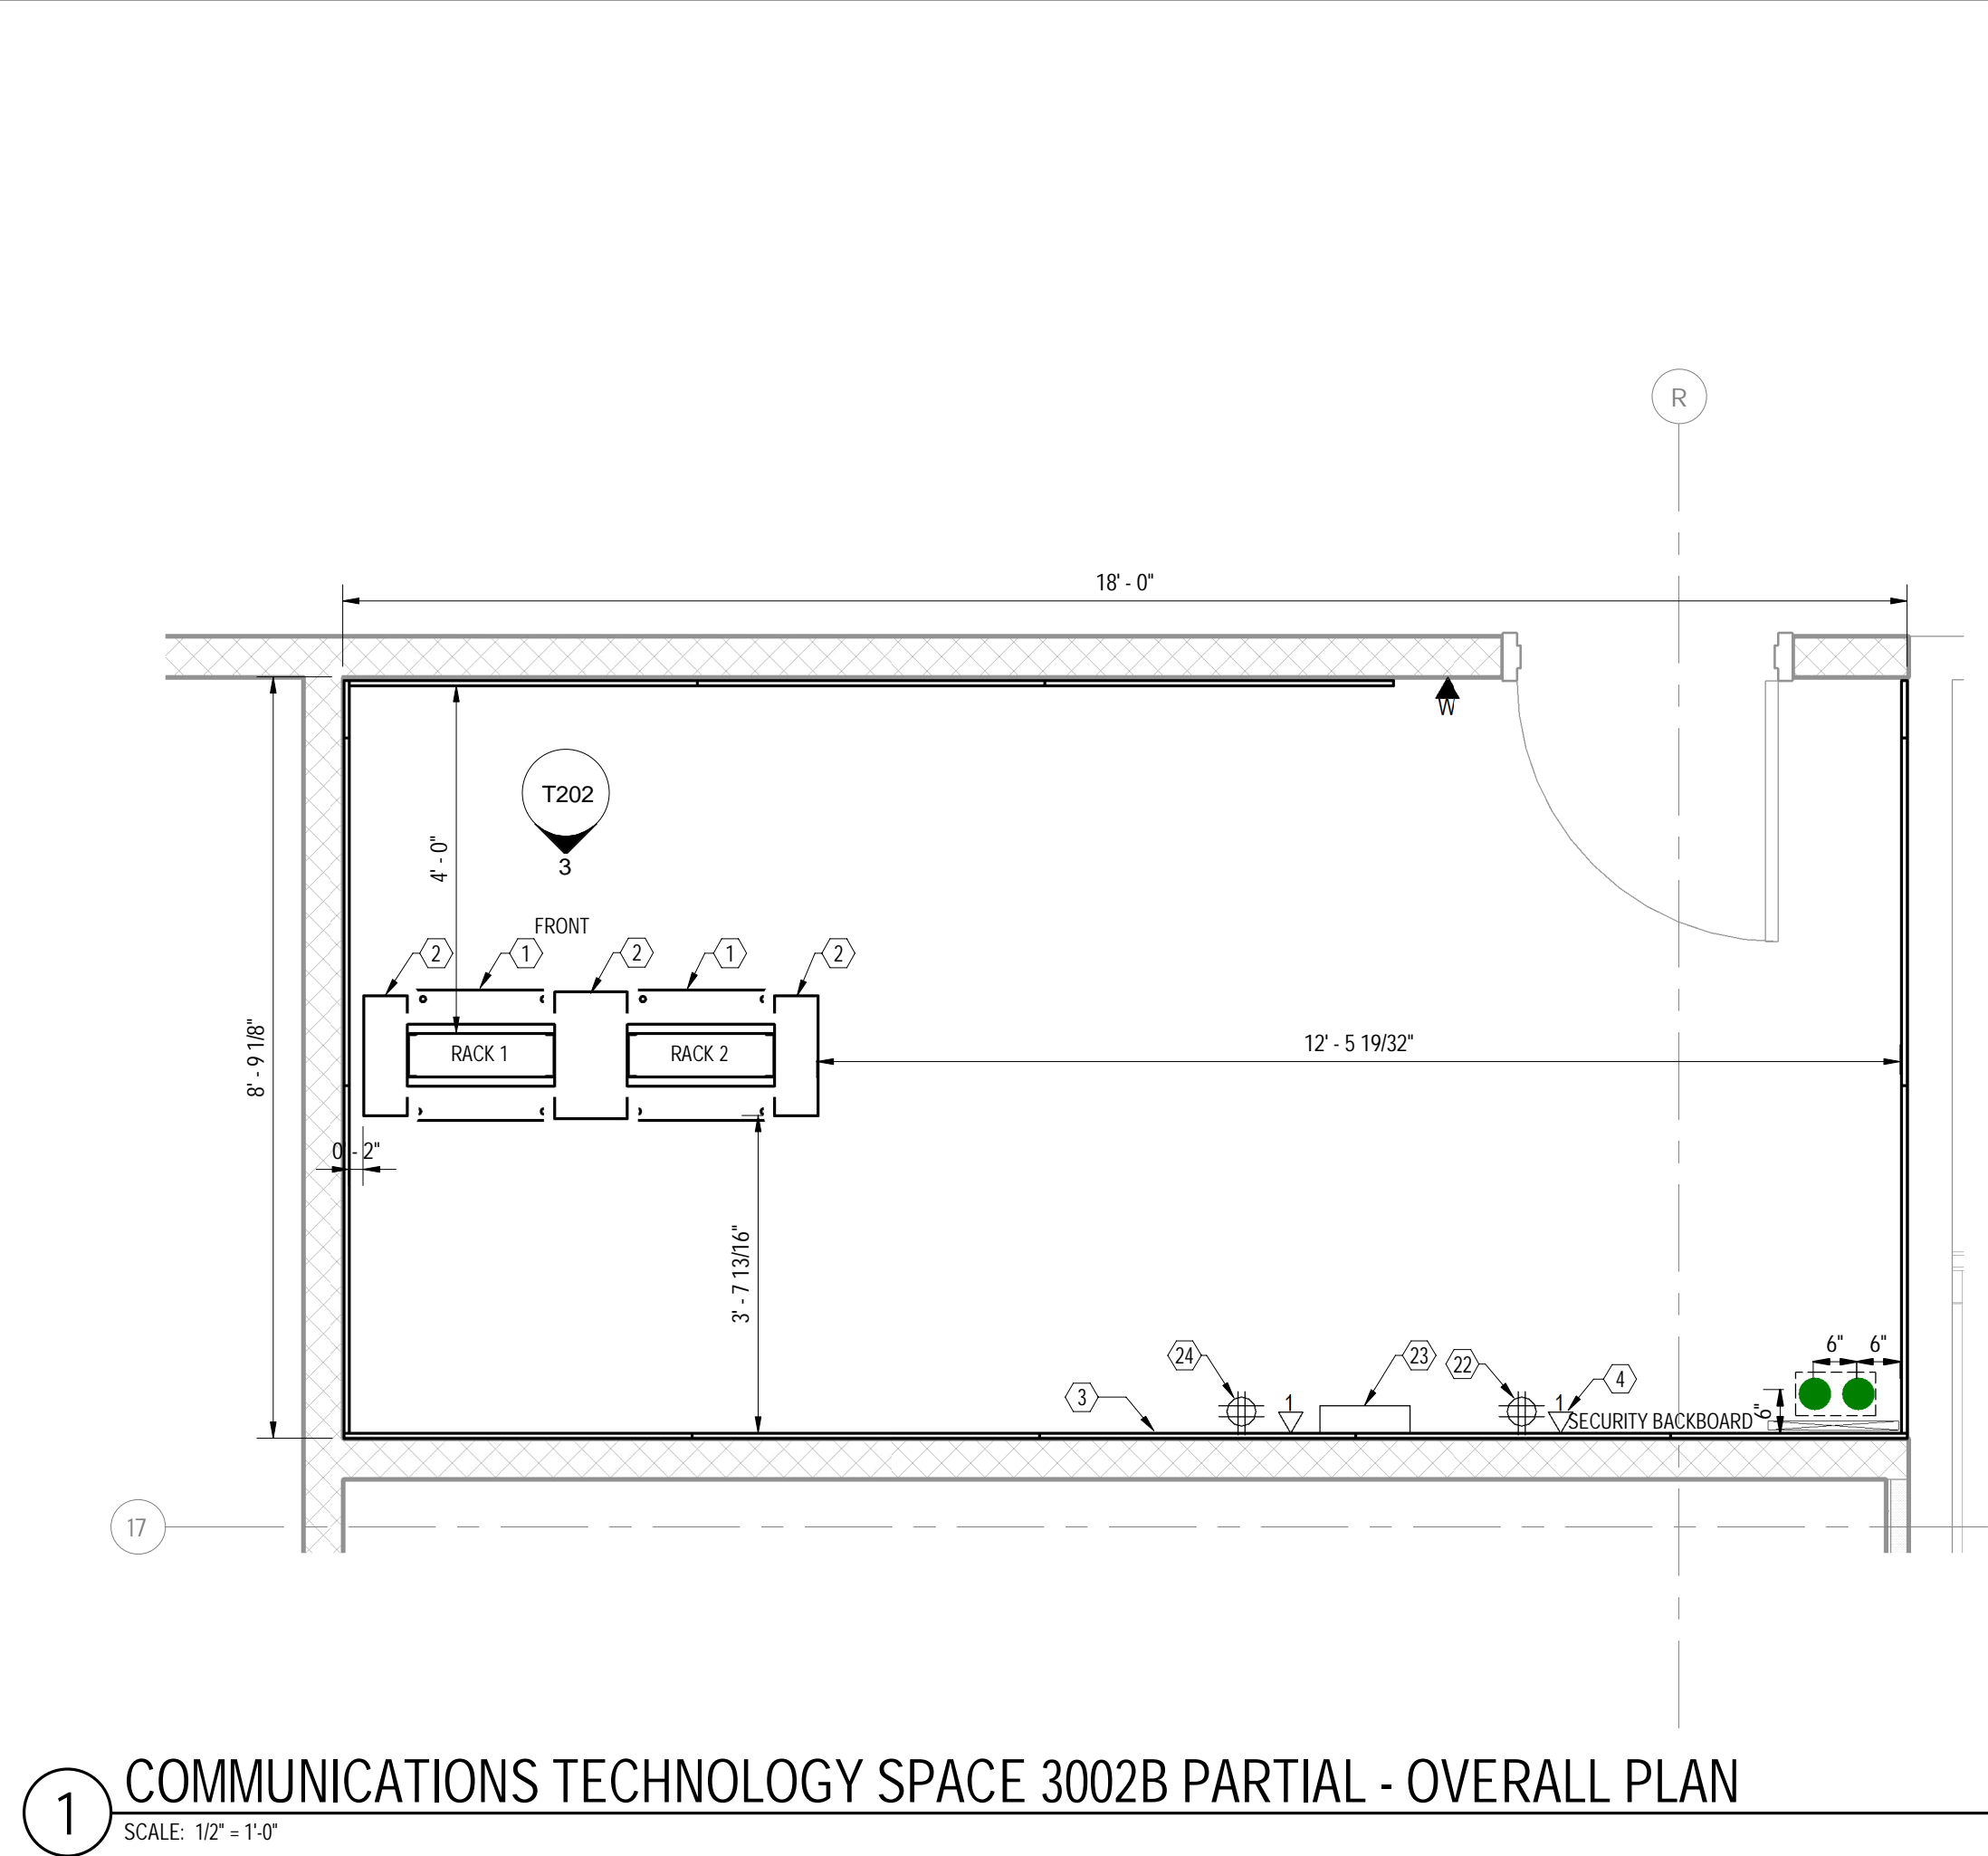 R
18' - 0"
W
T202
3
4' - 0"
FRONT
2
1
2
1
2
RACK 1
RACK 2
12' - 5 19/32"
8' - 9 1/8"
0' - 2"
3' - 7 13/16"
24
23
22
4
3
1
1
SECURITY BACKBOARD
6"
6"
6"
17
1
COMMUNICATIONS TECHNOLOGY SPACE 3002B PARTIAL - OVERALL PLAN
SCALE: 1/2" = 1'-0"